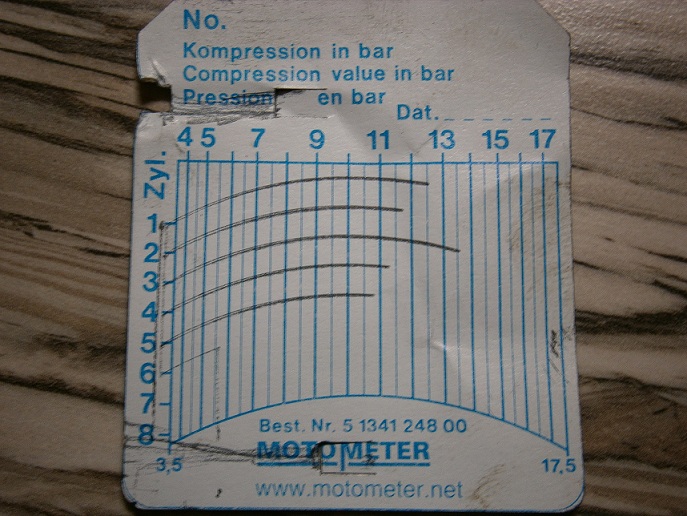 No.
Kompression in bar
Compression value in bar
Pression en bar
Dat.
4 5 7 9 11 13 15 17
Zyl.
1
2
3
4
5
6
7
8
3,5 17,5
Best. Nr. 5 1341 248 00
MOTOMETER
www.motometer.net